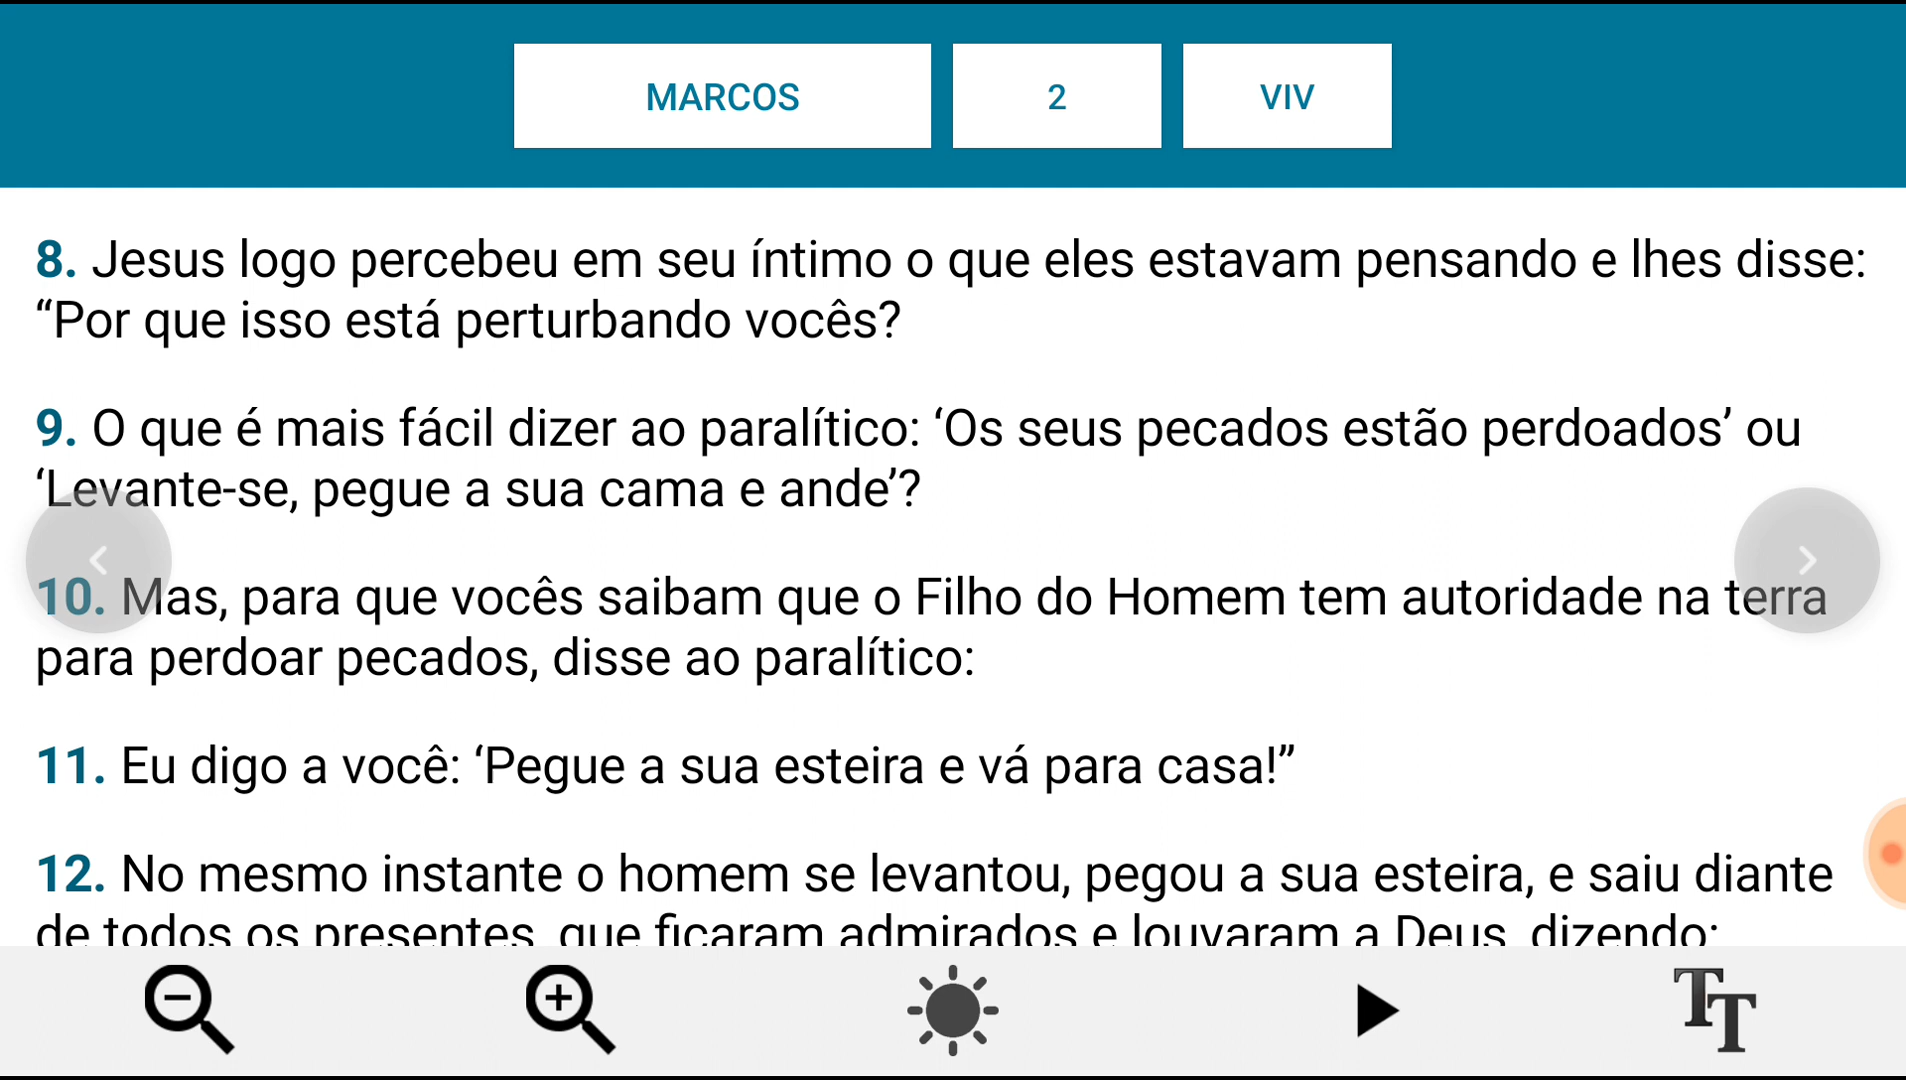 MARCOS 2 VIV
8. Jesus logo percebeu em seu íntimo o que eles estavam pensando e lhes disse:
“Por que isso está perturbando vocês?
9. O que é mais fácil dizer ao paralítico: ‘Os seus pecados estão perdoados’ ou
‘Levante-se, pegue a sua cama e ande’?
10. Mas, para que vocês saibam que o Filho do Homem tem autoridade na terra
para perdoar pecados, disse ao paralítico:
11. Eu digo a você: ‘Pegue a sua esteira e vá para casa!”
12. No mesmo instante o homem se levantou, pegou a sua esteira, e saiu diante
de todos os presentes, que ficaram admirados e louvaram a Deus, dizendo:
TT